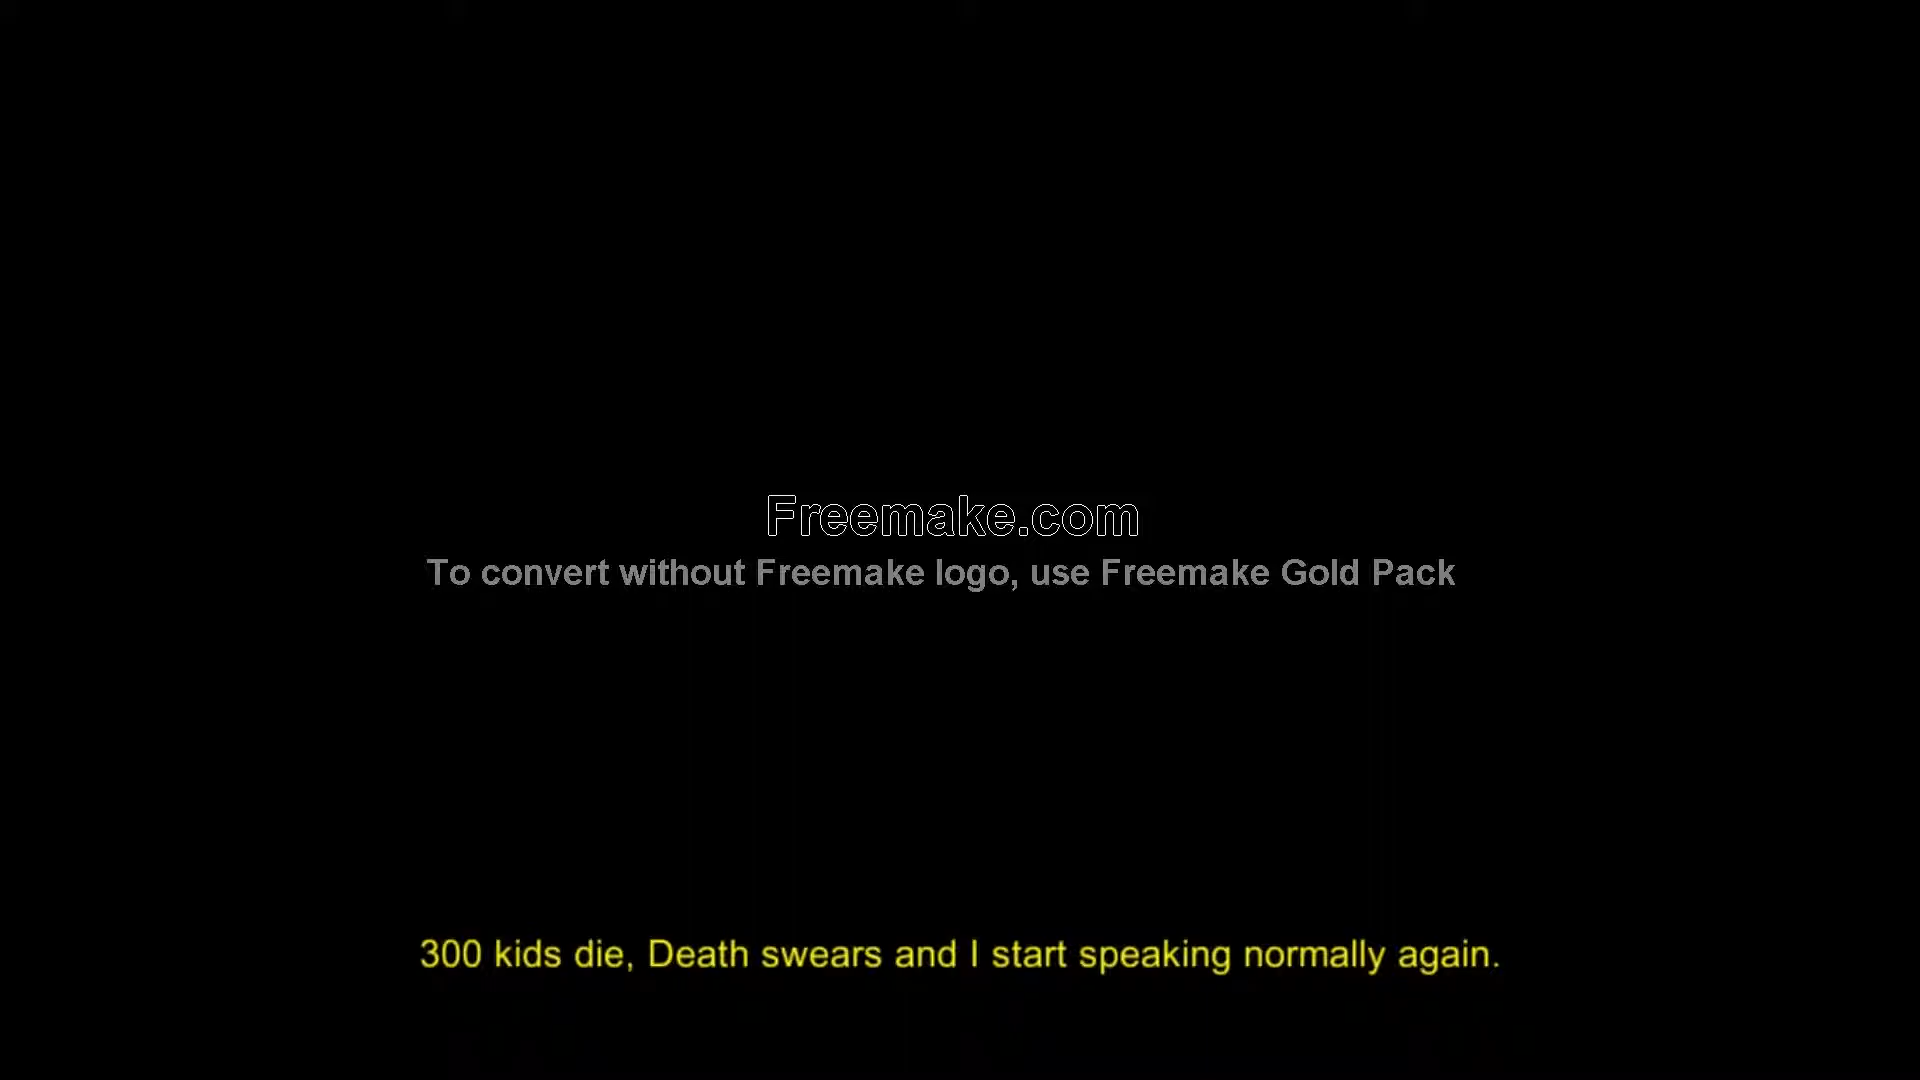 Freemake.com
To convert without Freemake logo, use Freemake Gold Pack
300 kids die, Death swears and I start speaking normally again.